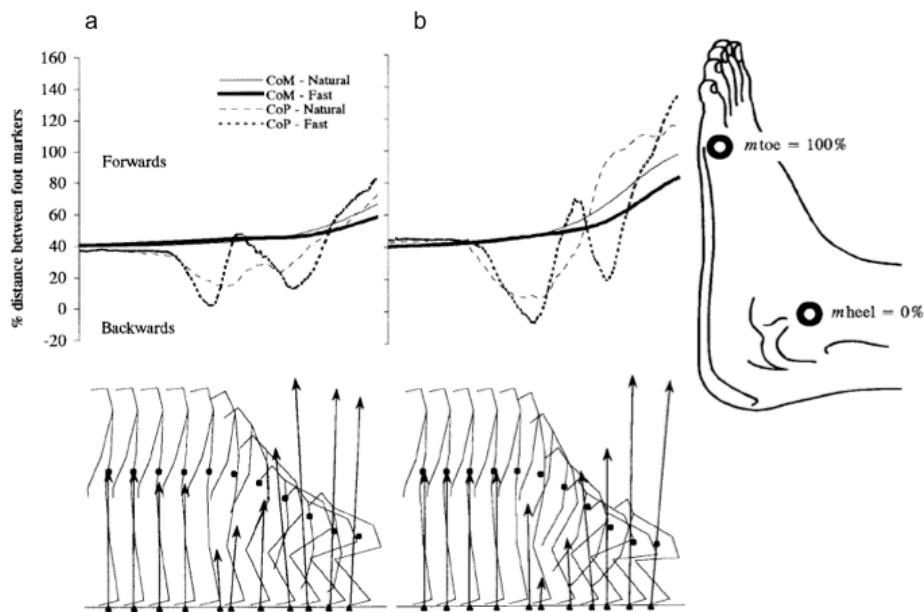 a
b
160
140
120
100
80
60
40
20
0
-20
% distance between foot markers
CoM - Natural
CoM - Fast
CoP - Natural
CoP - Fast
Forwards
Backwards
mtoe = 100%
mheel = 0%